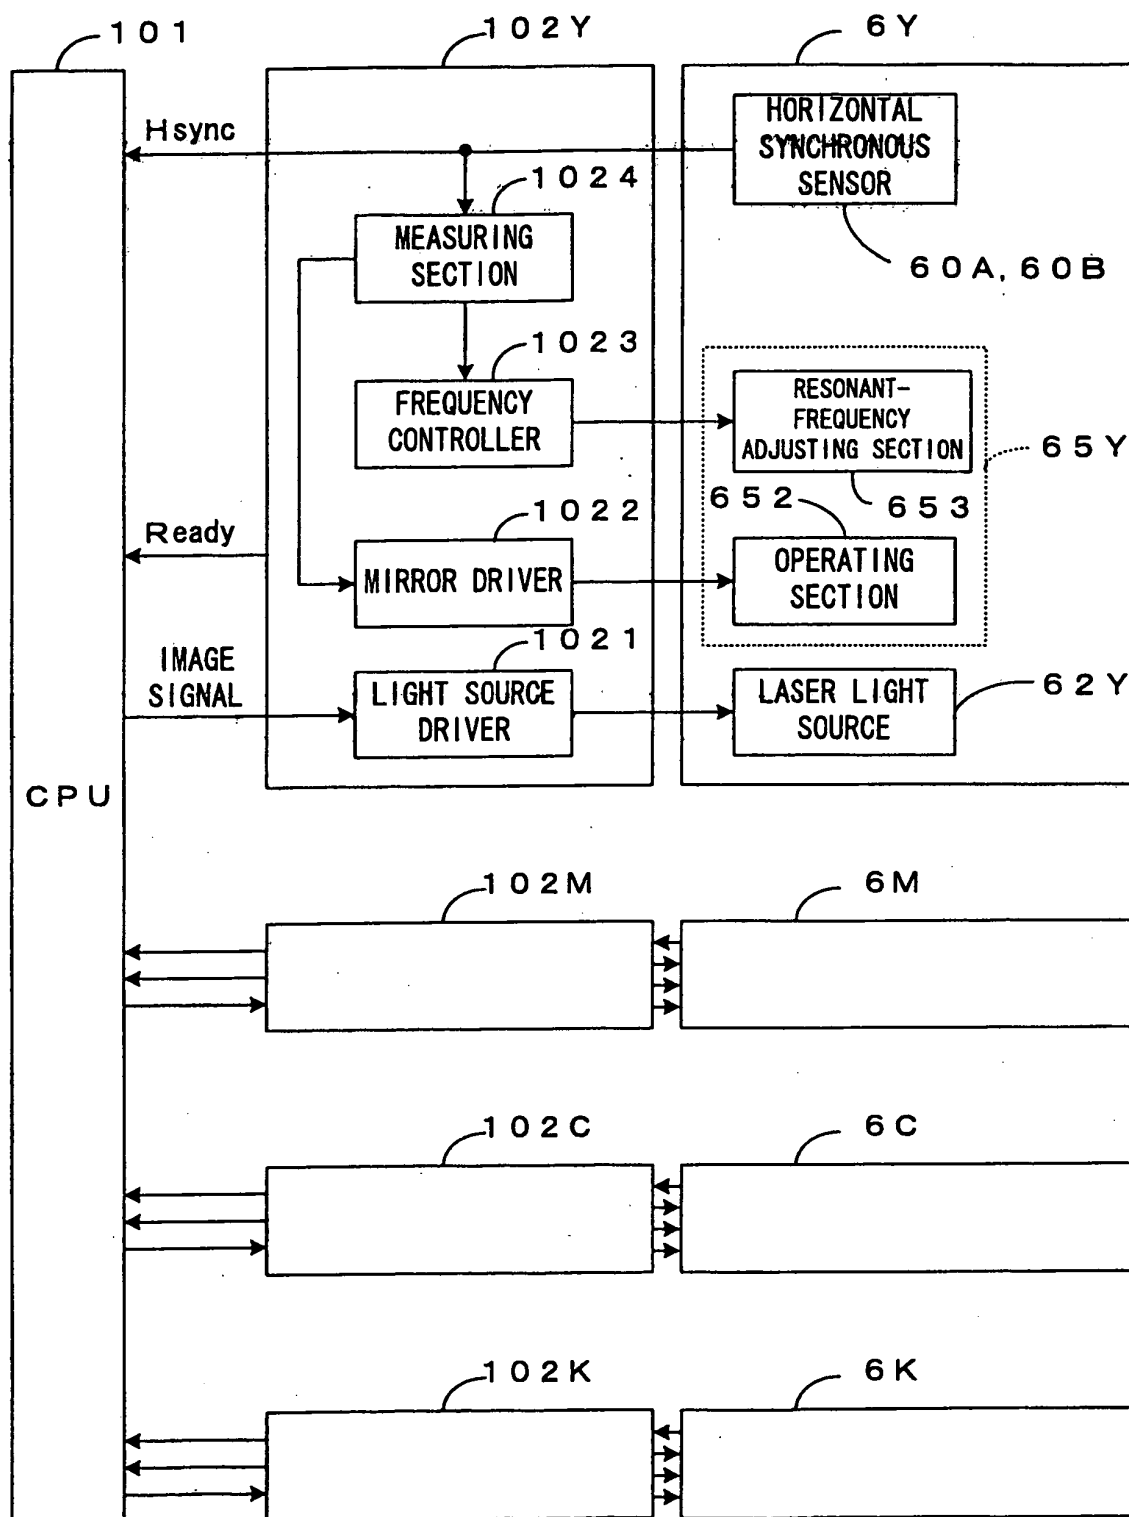 101
102Y
6Y
Hsync
HORIZONTAL
SYNCHRONOUS
SENSOR
1024
MEASURING
SECTION
60A, 60B
1023
FREQUENCY
CONTROLLER
RESONANT-
FREQUENCY
ADJUSTING SECTION
65Y
652
653
Ready
1022
MIRROR DRIVER
OPERATING
SECTION
IMAGE
SIGNAL
1021
LIGHT SOURCE
DRIVER
LASER LIGHT
SOURCE
62Y
CPU
102M
6M
102C
6C
102K
6K